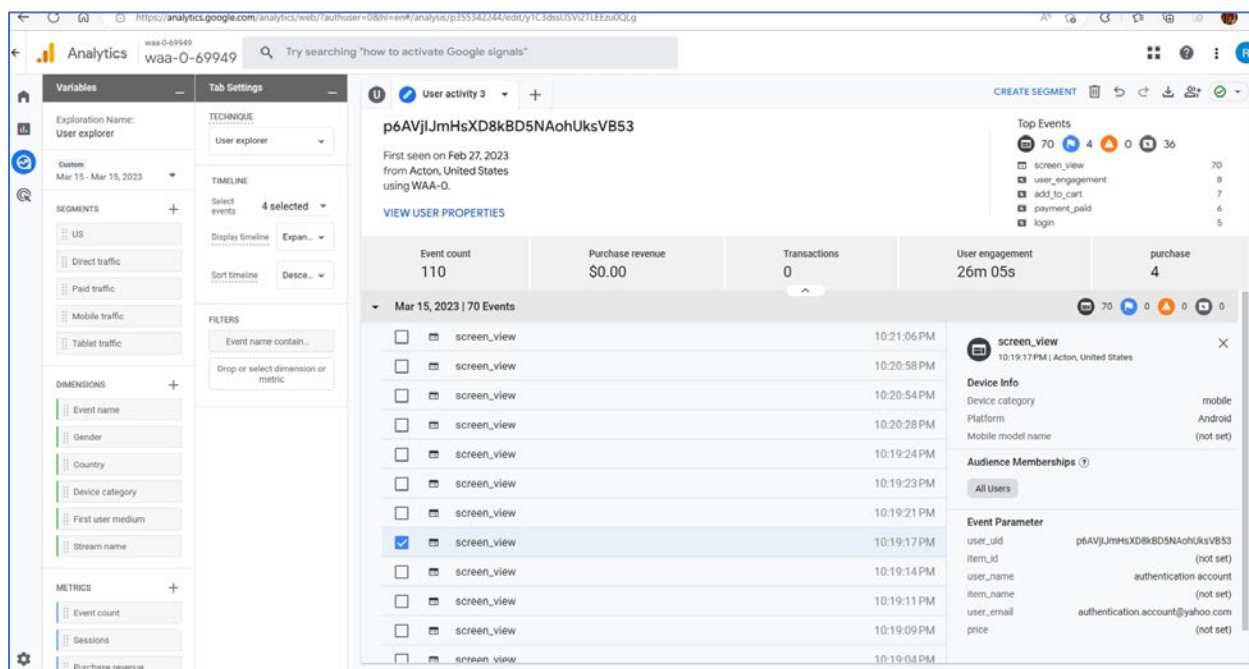 https://analytics.google.com/analytics/web/?authuser=0&hl=en#/analysis/p355342244/edit/y1C3dssUSVi2TLEEzu0QLg
Analytics
waa-0-69949
waa-0-69949
Try searching "how to activate Google signals"
Variables
Exploration Name:
User explorer
Custom
Mar 15 - Mar 15, 2023
SEGMENTS
US
Direct traffic
Paid traffic
Mobile traffic
Tablet traffic
DIMENSIONS
Event name
Gender
Country
Device category
First user medium
Stream name
METRICS
Event count
Sessions
Purchase revenue
Tab Settings
TECHNIQUE
User explorer
TIMELINE
Select events
4 selected
Display timeline
Expan...
Sort timeline
Desce...
FILTERS
Event name contain...
Drop or select dimension or
metric
U
User activity 3
CREATE SEGMENT
R
p6AVjIJmHsXD8kBD5NAohUksVB53
First seen on Feb 27, 2023
from Acton, United States
using WAA-O.
VIEW USER PROPERTIES
Top Events
70 4 0 36
screen_view 70
user_engagement 8
add_to_cart 7
payment_paid 6
login 5
Event count
110
Purchase revenue
$0.00
Transactions
0
User engagement
26m 05s
purchase
4
Mar 15, 2023 | 70 Events
70 0 0 0
screen_view 10:21:06 PM
screen_view 10:20:58 PM
screen_view 10:20:54 PM
screen_view 10:20:28 PM
screen_view 10:19:24 PM
screen_view 10:19:23 PM
screen_view 10:19:21 PM
screen_view 10:19:17 PM
screen_view 10:19:14 PM
screen_view 10:19:11 PM
screen_view 10:19:09 PM
screen_view 10:19:04 PM
screen_view
10:19:17 PM | Acton, United States
Device Info
Device category mobile
Platform Android
Mobile model name (not set)
Audience Memberships
All Users
Event Parameter
user_uid p6AVjIJmHsXD8kBD5NAohUksVB53
item_id (not set)
user_name authentication account
item_name (not set)
user_email authentication.account@yahoo.com
price (not set)